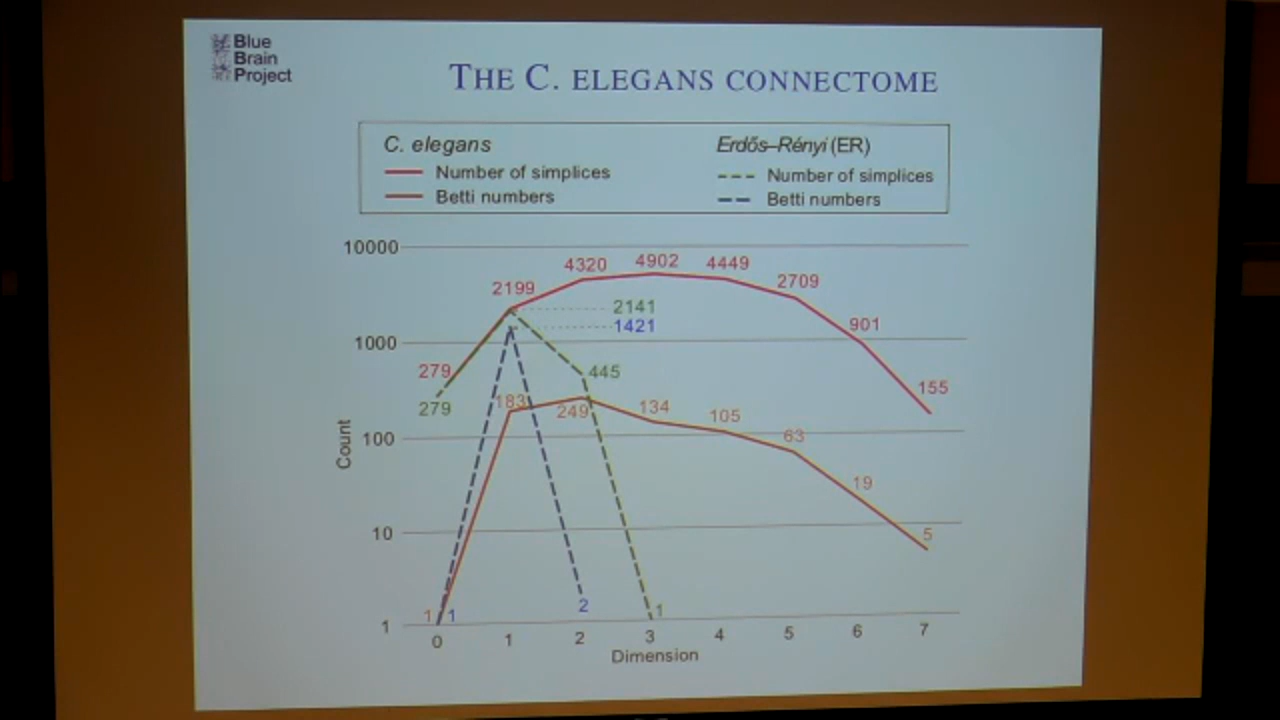 Blue
Brain
Project
THE C. ELEGANS CONNECTOME
C. elegans
Erdős–Rényi (ER)
Number of simplices
Number of simplices
Betti numbers
Betti numbers
10000
4320 4902 4449
2709
2199
2141
1421
901
1000
279
445
155
279
183
249
134
105
63
100
19
10
5
1 1
2
1
1
0 1 2 3 4 5 6 7
Dimension
Count